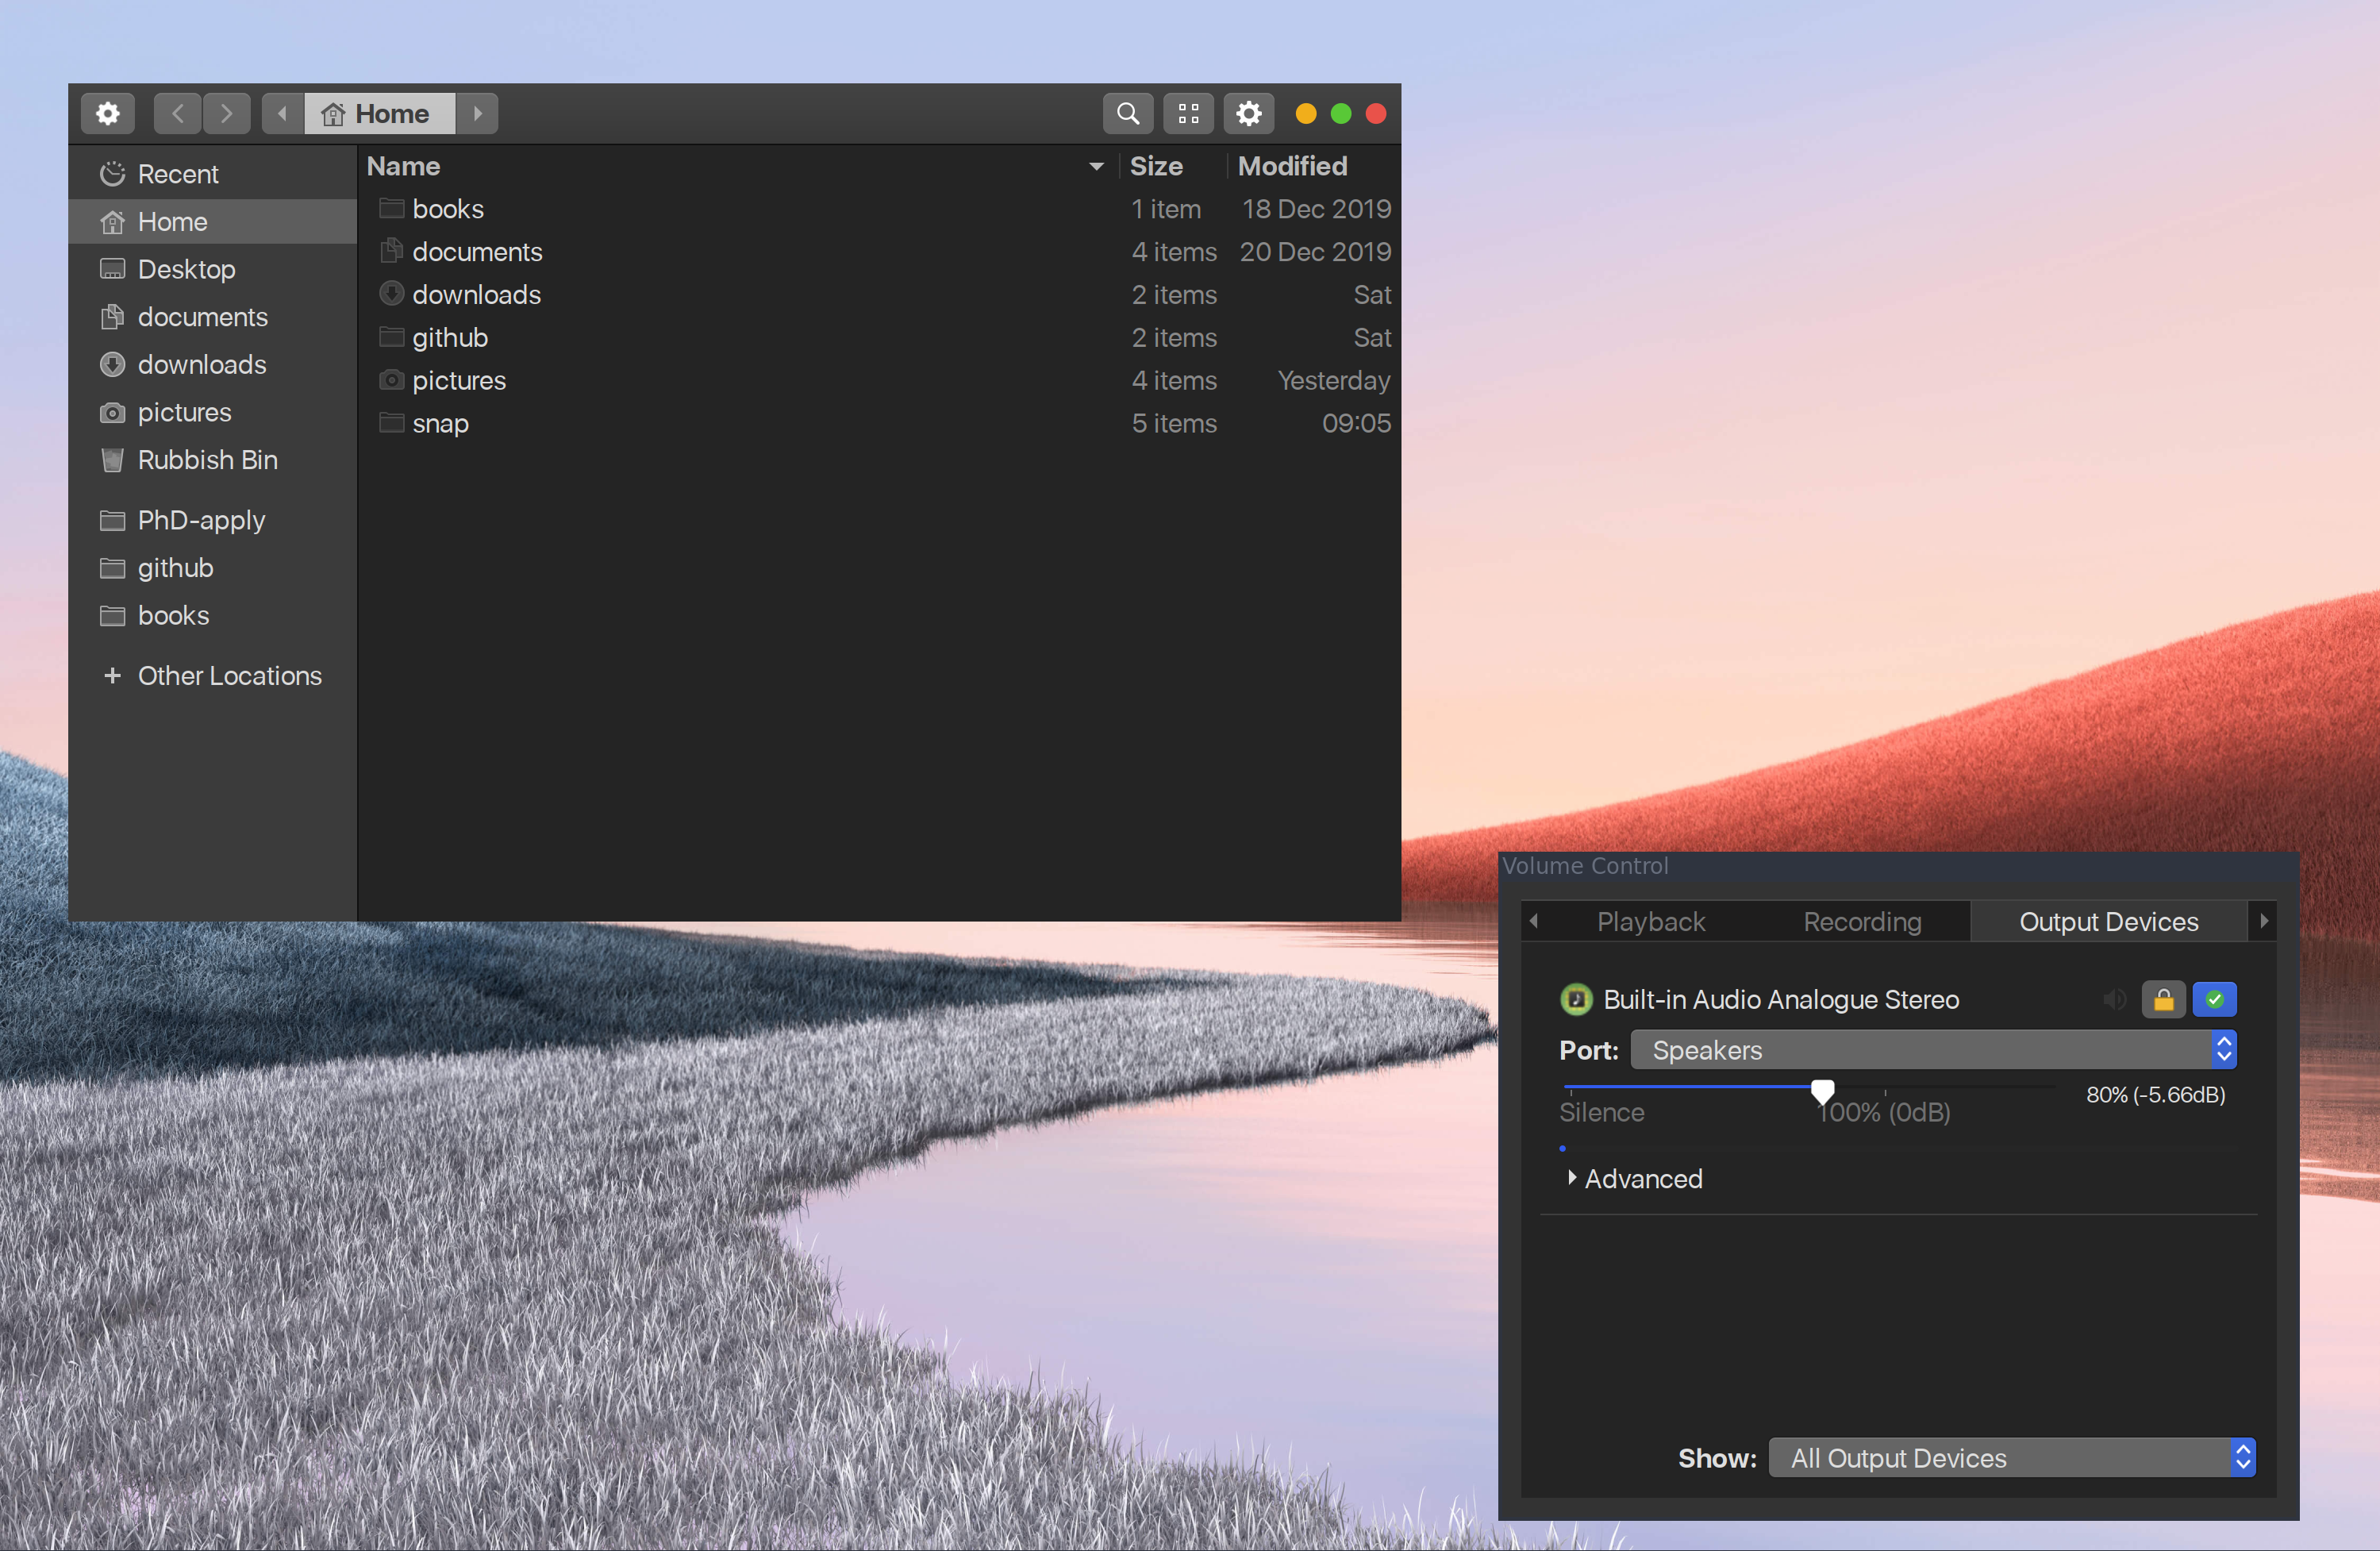 Home
Recent
Home
Desktop
documents
downloads
pictures
Rubbish Bin
PhD-apply
github
books
Other Locations
Name Size Modified
books 1 item 18 Dec 2019
documents 4 items 20 Dec 2019
downloads 2 items Sat
github 2 items Sat
pictures 4 items Yesterday
snap 5 items 09:05
Volume Control
Playback Recording Output Devices
Built-in Audio Analogue Stereo
Port: Speakers
80% (-5.66dB)
Silence 100% (0dB)
Advanced
Show: All Output Devices